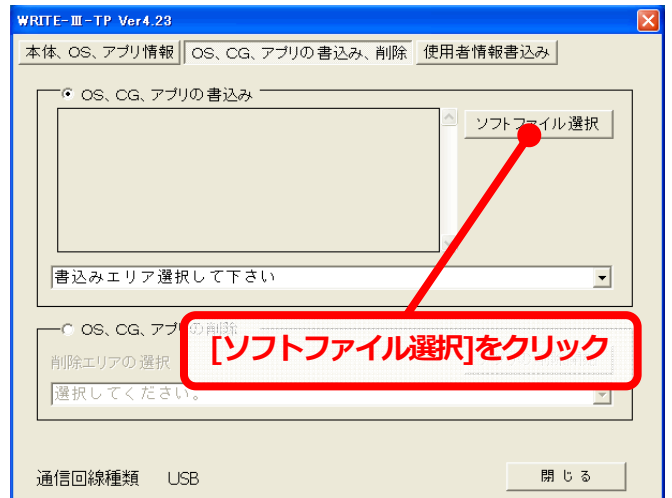 WRITE-Ⅲ-TP Ver4.23
本体、OS、アプリ情報 OS、CG、アプリの書込み、削除 使用者情報書込み
OS、CG、アプリの書込み
ソフトファイル選択
書込みエリア選択して下さい
OS、CG、アプリの削除
[ソフトファイル選択]をクリック
削除エリアの選択
選択してください。
通信回線種類 USB
閉じる